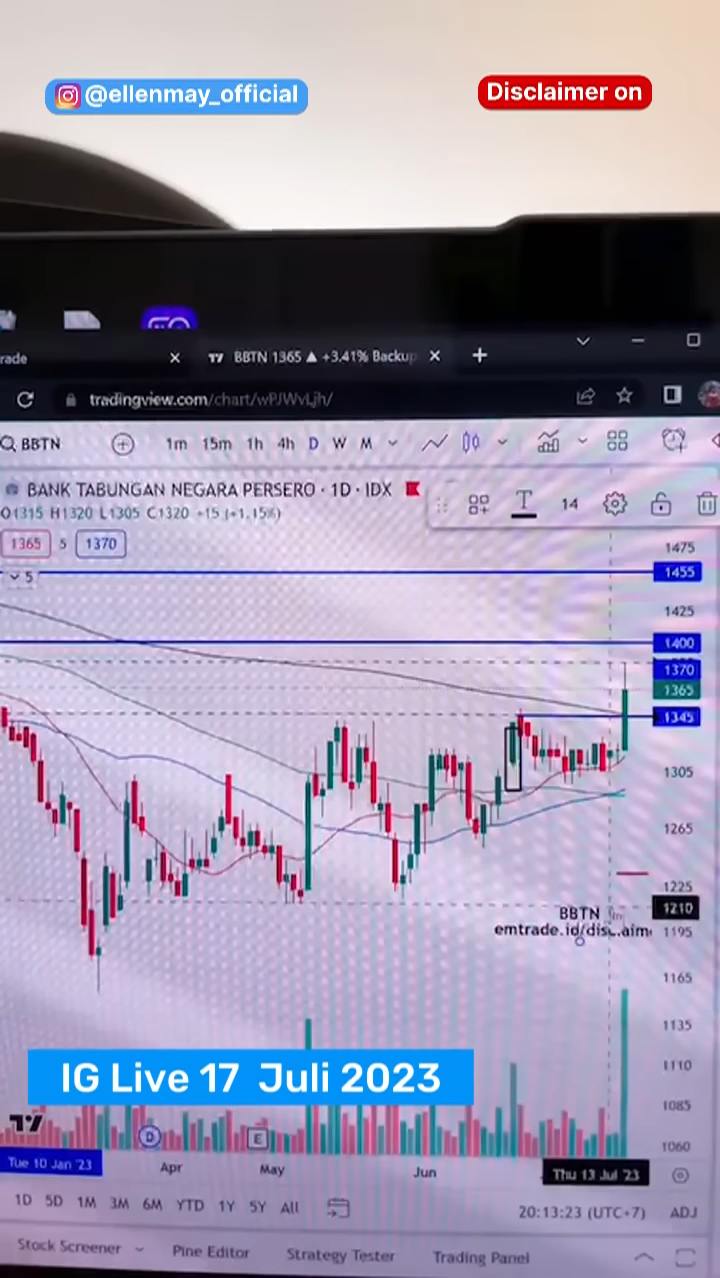 @ellenmay_official
Disclaimer on
BBTN 1365 ▲ +3.41% Backup
tradingview.com/chart/wPJWvLjh/
BBTN
1m 15m 1h 4h D W M
BANK TABUNGAN NEGARA PERSERO · 1D · IDX
O1315 H1320 L1305 C1320 +15 (+1.15%)
14
1365 5 1370
5
1475
1455
1425
1400
1370
1365
1345
1305
1265
1225
1210
BBTN
emtrade.id/disc
1195
1165
1135
1110
1085
1060
IG Live 17 Juli 2023
D
E
Tue 10 Jan '23
Apr
May
Jun
Thu 13 Jul '23
1D 5D 1M 3M 6M YTD 1Y 5Y All
20:13:23 (UTC+7)
ADJ
Stock Screener
Pine Editor
Strategy Tester
Trading Panel